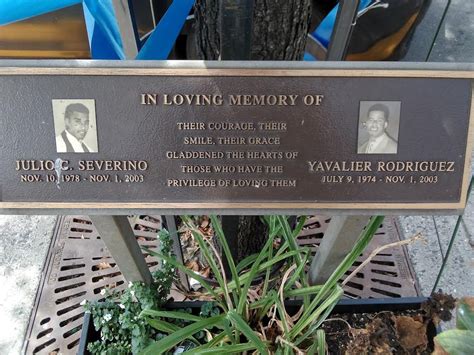 IN LOVING MEMORY OF
THEIR COURAGE, THEIR
SMILE, THEIR GRACE
GLADDENED THE HEARTS OF
THOSE WHO HAVE THE
PRIVILEGE OF LOVING THEM
JULIO C. SEVERINO
NOV. 10, 1978 - NOV. 1, 2003
YAVALIER RODRIGUEZ
JULY 9, 1974 - NOV. 1, 2003